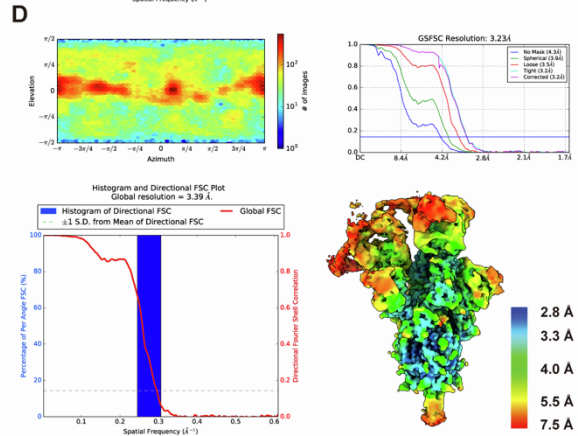 Spatial Frequency (Å⁻¹)
D
π/2
π/4
0
−π/4
−π/2
Elevation
−π
−3π/4
−π/2
−π/4
0
π/4
π/2
3π/4
π
Azimuth
10²
10¹
10⁰
# of images
GSFSC Resolution: 3.23Å
1.0
0.8
0.6
0.4
0.2
0.0
No Mask (4.3Å)
Spherical (3.9Å)
Loose (3.5Å)
Tight (3.2Å)
Corrected (3.2Å)
DC
8.4Å
4.2Å
2.8Å
2.1Å
1.7Å
Histogram and Directional FSC Plot
Global resolution = 3.39 Å.
Histogram of Directional FSC
Global FSC
±1 S.D. from Mean of Directional FSC
Percentage of Per Angle FSC (%)
100
80
60
40
20
0
0.0
0.1
0.2
0.3
0.4
0.5
0.6
Spatial Frequency (Å⁻¹)
1.0
0.8
0.6
0.4
0.2
0.0
Directional Fourier Shell Correlation
2.8 Å
3.3 Å
4.0 Å
5.5 Å
7.5 Å